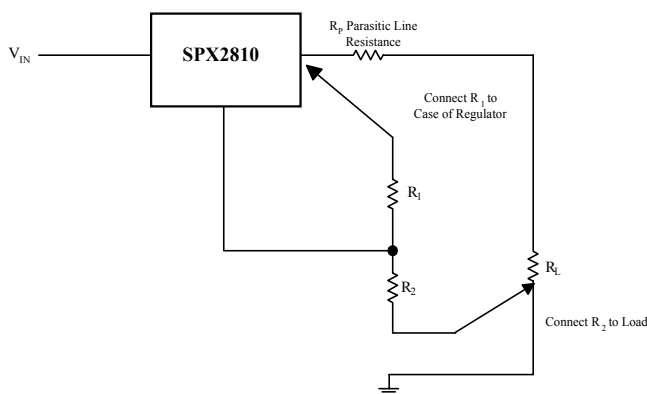 R_P Parasitic Line
Resistance
V_IN
SPX2810
Connect R_1 to
Case of Regulator
R_1
R_2
R_L
Connect R_2 to Load